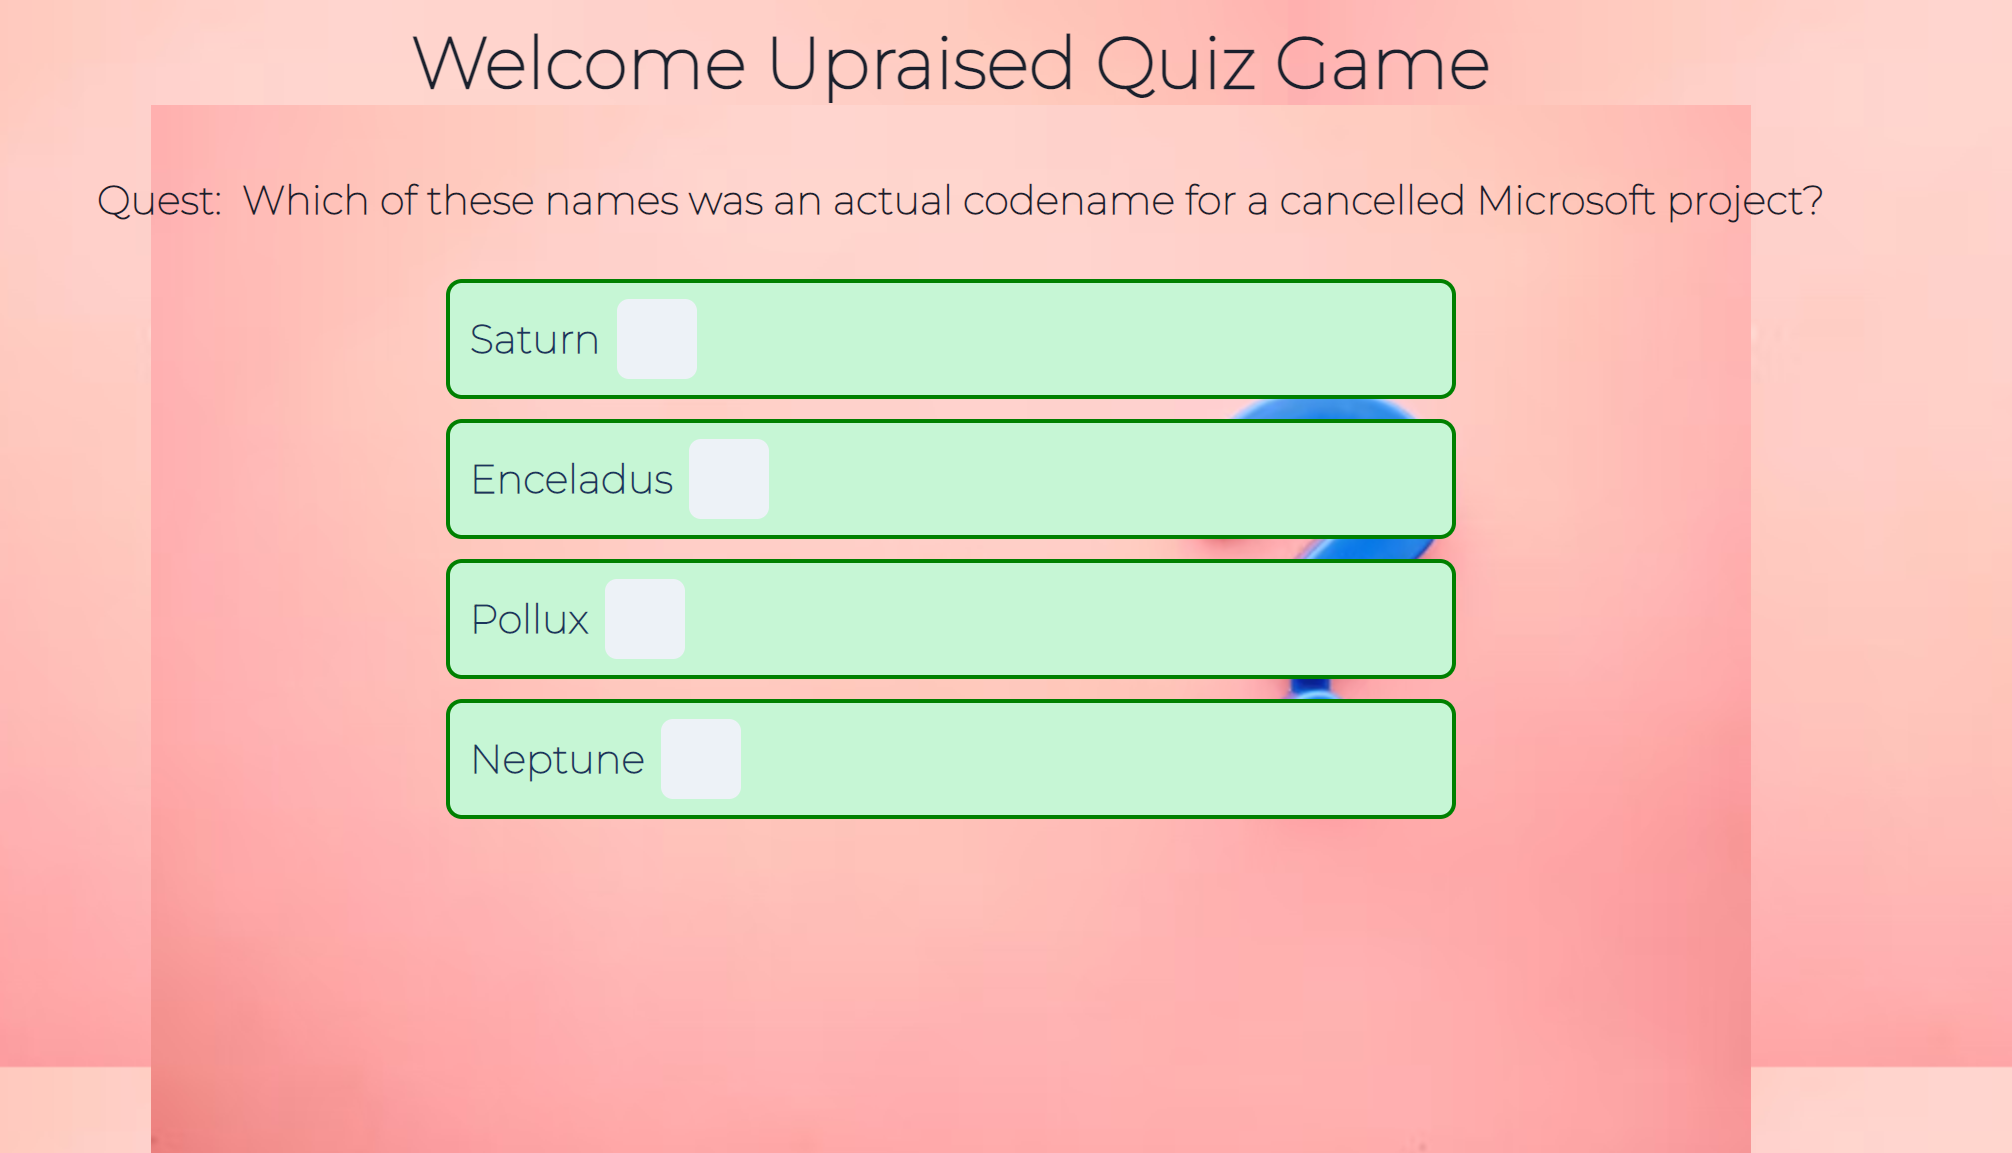 Welcome Upraised Quiz Game
Quest: Which of these names was an actual codename for a cancelled Microsoft project?
Saturn
Enceladus
Pollux
Neptune